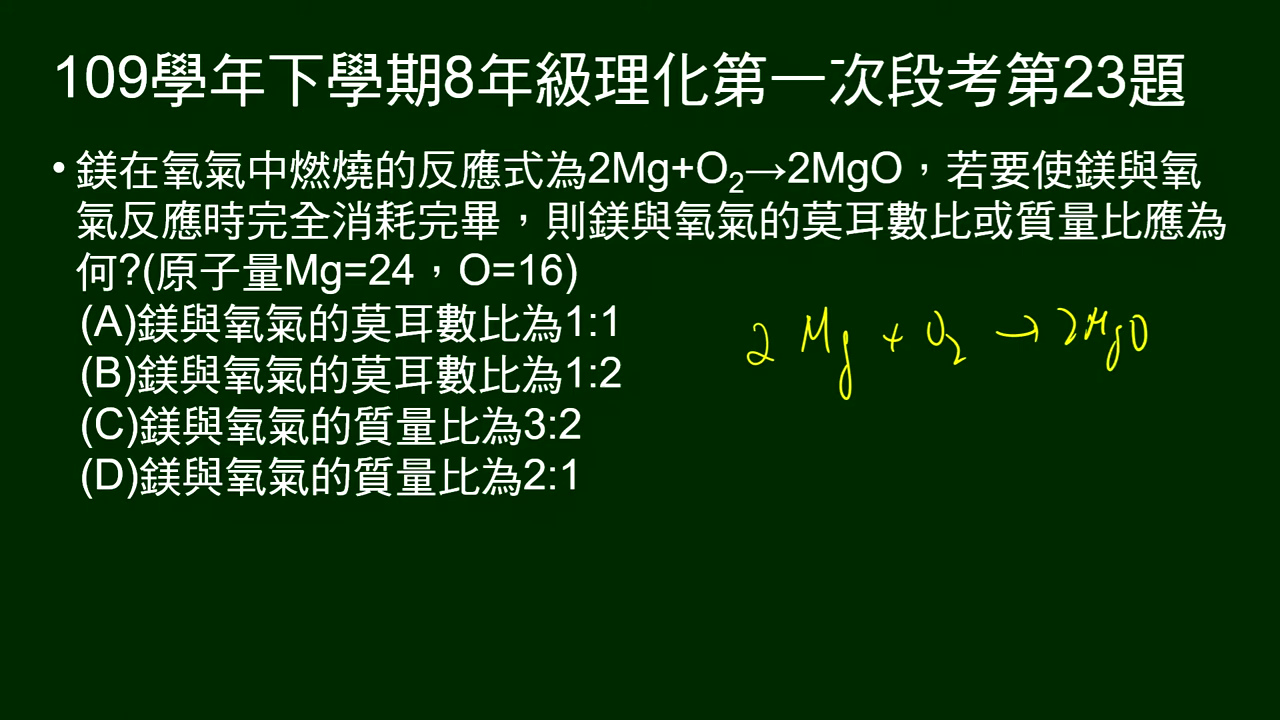 109學年下學期8年級理化第一次段考第23題
• 鎂在氧氣中燃燒的反應式為2Mg+O₂→2MgO，若要使鎂與氧
氣反應時完全消耗完畢，則鎂與氧氣的莫耳數比或質量比應為
何?(原子量Mg=24，O=16)
(A)鎂與氧氣的莫耳數比為1:1
(B)鎂與氧氣的莫耳數比為1:2
(C)鎂與氧氣的質量比為3:2
(D)鎂與氧氣的質量比為2:1
2 Mg + O₂ → 2MgO